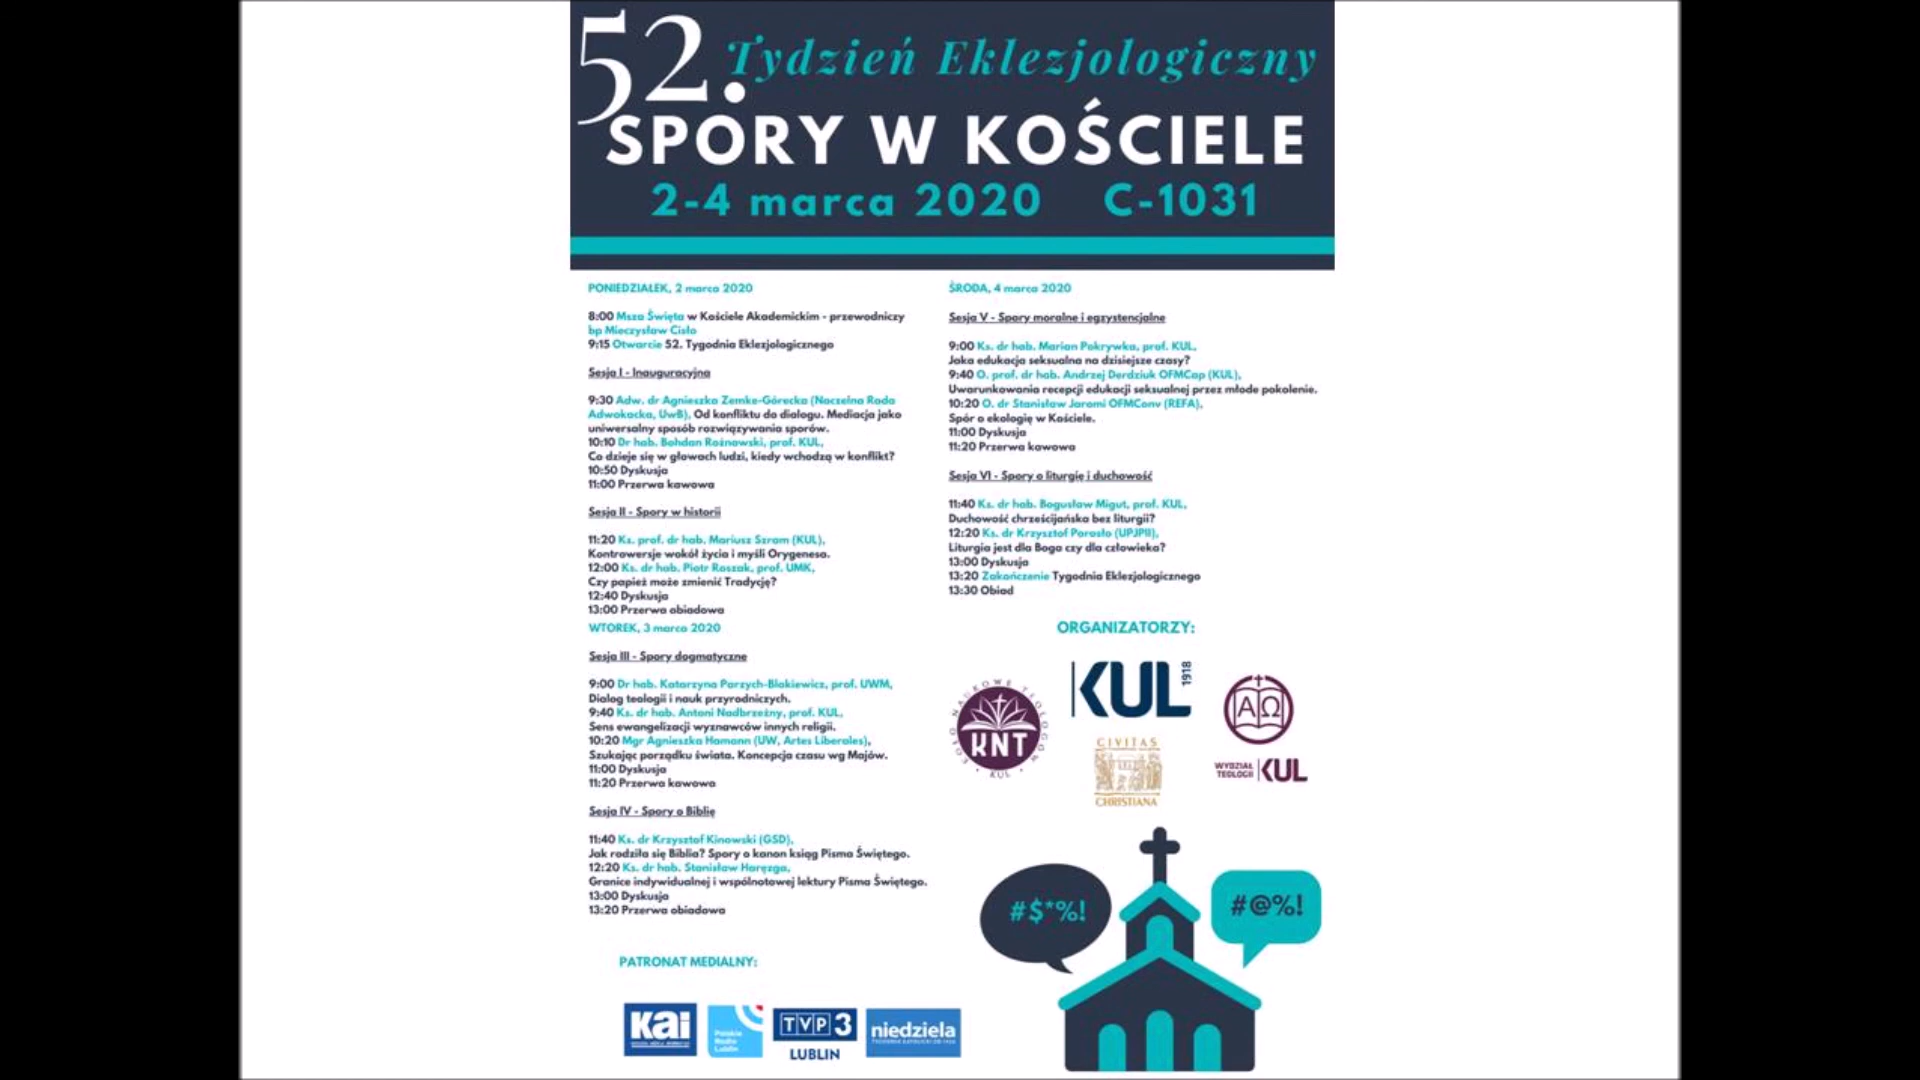 52. Tydzień Eklezjologiczny
SPORY W KOŚCIELE
2-4 marca 2020 C-1031
PONIEDZIAŁEK, 2 marca 2020
8:00 Msza Święta w Kościele Akademickim - przewodniczy
bp Mieczysław Cisło
9:15 Otwarcie 52. Tygodnia Eklezjologicznego
Sesja I - Inauguracyjna
9:30 Adw. dr Agnieszka Zemke-Górecka (Naczelna Rada
Adwokacka, UwB), Od konfliktu do dialogu. Mediacja jako
uniwersalny sposób rozwiązywania sporów.
10:10 Dr hab. Bohdan Rożnowski, prof. KUL,
Co dzieje się w głowach ludzi, kiedy wchodzą w konflikt?
10:50 Dyskusja
11:00 Przerwa kawowa
Sesja II - Spory w historii
11:20 Ks. prof. dr hab. Mariusz Szram (KUL),
Kontrowersje wokół życia i myśli Orygenesa.
12:00 Ks. dr hab. Piotr Roszak, prof. UMK,
Czy papież może zmienić Tradycję?
12:40 Dyskusja
13:00 Przerwa obiadowa
WTOREK, 3 marca 2020
Sesja III - Spory dogmatyczne
9:00 Dr hab. Katarzyna Parzych-Blakiewicz, prof. UWM,
Dialog teologii i nauk przyrodniczych.
9:40 Ks. dr hab. Antoni Nadbrzeżny, prof. KUL,
Sens ewangelizacji wyznawców innych religii.
10:20 Mgr Agnieszka Hamann (UW, Artes Liberales),
Szukając porządku świata. Koncepcja czasu wg Majów.
11:00 Dyskusja
11:20 Przerwa kawowa
Sesja IV - Spory o Biblię
11:40 Ks. dr Krzysztof Kinowski (GSD),
Jak rodziła się Biblia? Spory o kanon ksiąg Pisma Świętego.
12:20 Ks. dr hab. Stanisław Haręzga,
Granice indywidualnej i wspólnotowej lektury Pisma Świętego.
13:00 Dyskusja
13:20 Przerwa obiadowa
PATRONAT MEDIALNY:
kai
Polskie
Radio
Lublin
TVP3
LUBLIN
niedziela
ŚRODA, 4 marca 2020
Sesja V - Spory moralne i egzystencjalne
9:00 Ks. dr hab. Marian Pokrywka, prof. KUL,
Jaka edukacja seksualna na dzisiejsze czasy?
9:40 O. prof. dr hab. Andrzej Derdziuk OFMCap (KUL),
Uwarunkowania recepcji edukacji seksualnej przez młode pokolenie.
10:20 O. dr Stanisław Jaromi OFMConv (REFA),
Spór o ekologię w Kościele.
11:00 Dyskusja
11:20 Przerwa kawowa
Sesja VI - Spory o liturgię i duchowość
11:40 Ks. dr hab. Bogusław Migut, prof. KUL,
Duchowość chrześcijańska bez liturgii?
12:20 Ks. dr Krzysztof Porosło (UPJPII),
Liturgia jest dla Boga czy dla człowieka?
13:00 Dyskusja
13:20 Zakończenie Tygodnia Eklezjologicznego
13:30 Obiad
ORGANIZATORZY:
KOŁO NAUKOWE TEOLOGÓW
KNT
KUL
KUL 1918
CIVITAS
CHRISTIANA
ΑΩ
WYDZIAŁ
TEOLOGII KUL
#$*%!
#@%!